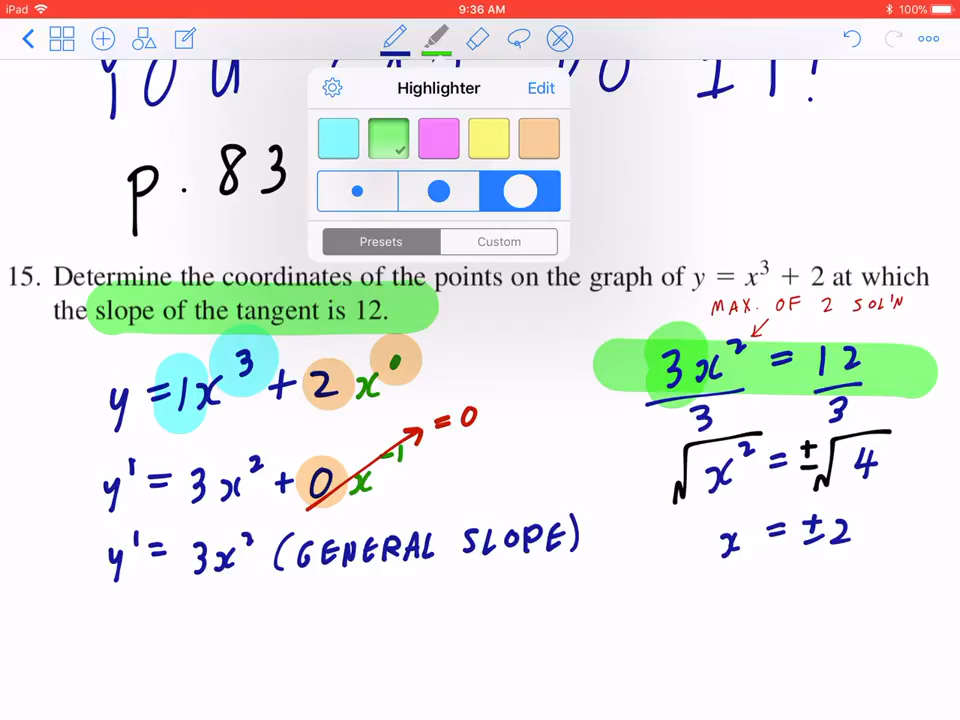 iPad 9:36 AM 100%
YOU
Highlighter Edit
IT!
p. 83
Presets Custom
15. Determine the coordinates of the points on the graph of y = x³ + 2 at which
the slope of the tangent is 12.
MAX. OF 2 SOL'N
y = 1x³ + 2x⁰
3x² = 12
3 3
= 0
y' = 3x² + 0x⁻¹
√x² = ±√4
y' = 3x² (GENERAL SLOPE)
x = ±2